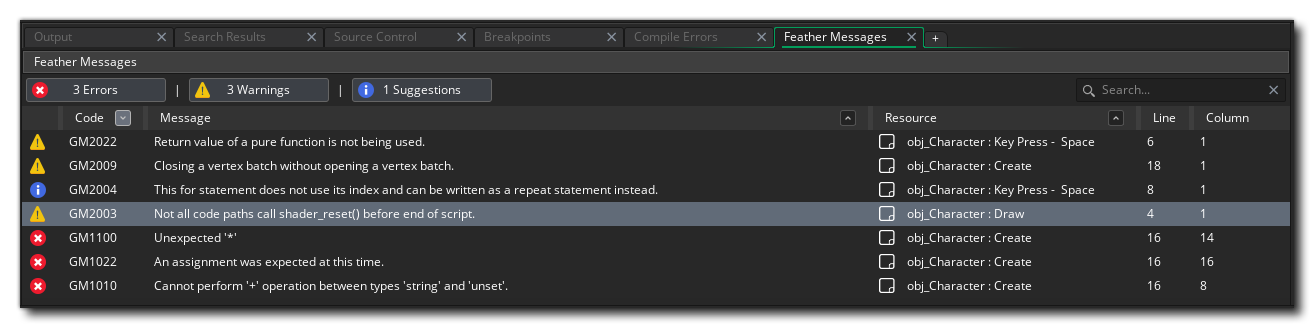 Output Search Results Source Control Breakpoints Compile Errors Feather Messages +
Feather Messages
3 Errors | 3 Warnings | 1 Suggestions Search...
Code Message Resource Line Column
GM2022 Return value of a pure function is not being used. obj_Character : Key Press - Space 6 1
GM2009 Closing a vertex batch without opening a vertex batch. obj_Character : Create 18 1
GM2004 This for statement does not use its index and can be written as a repeat statement instead. obj_Character : Key Press - Space 8 1
GM2003 Not all code paths call shader_reset() before end of script. obj_Character : Draw 4 1
GM1100 Unexpected '*' obj_Character : Create 16 14
GM1022 An assignment was expected at this time. obj_Character : Create 16 16
GM1010 Cannot perform '+' operation between types 'string' and 'unset'. obj_Character : Create 16 8